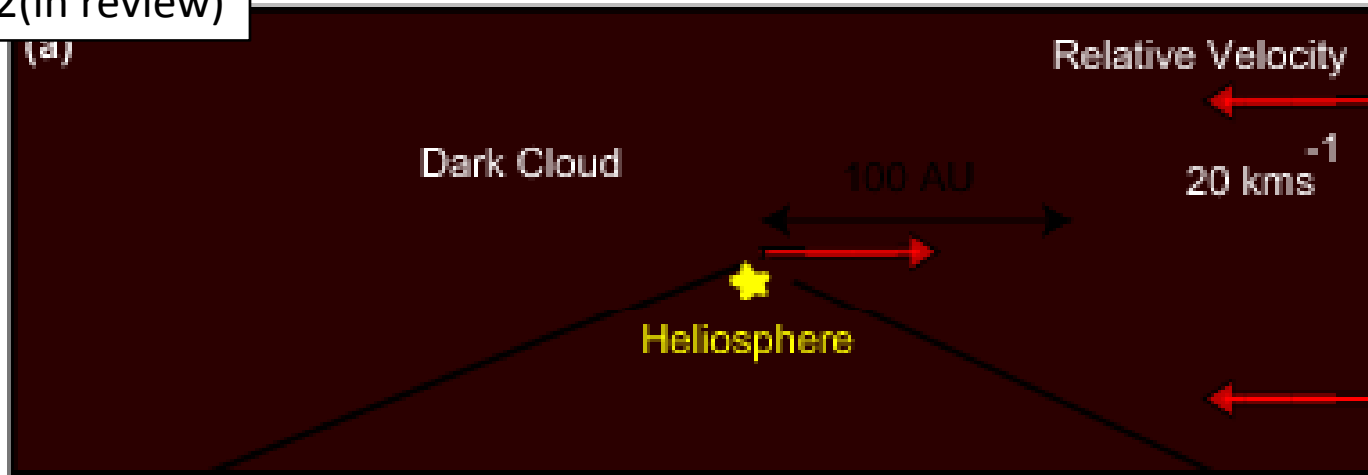 2(in review)
(a)
Relative Velocity
Dark Cloud
100 AU
20 kms-1
Heliosphere